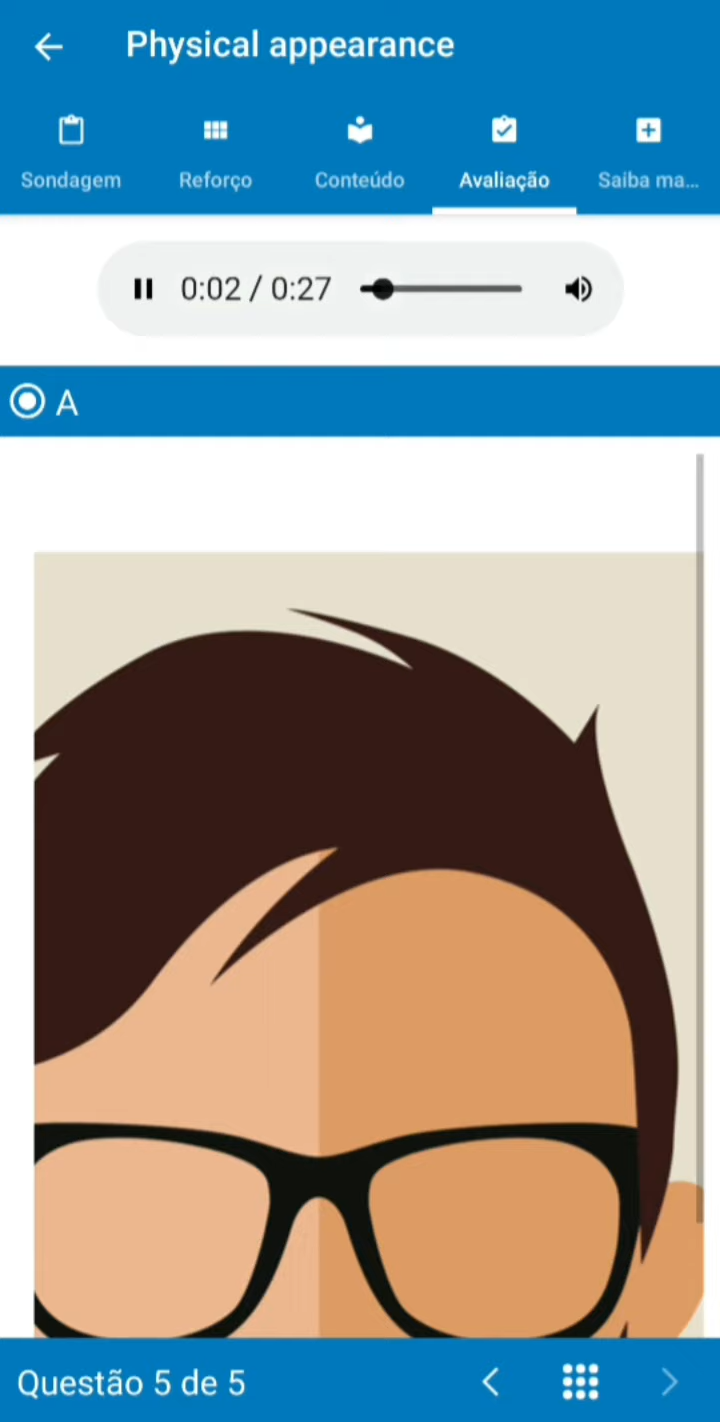 Physical appearance
Sondagem
Reforço
Conteúdo
Avaliação
Saiba ma...
0:02 / 0:27
A
Questão 5 de 5